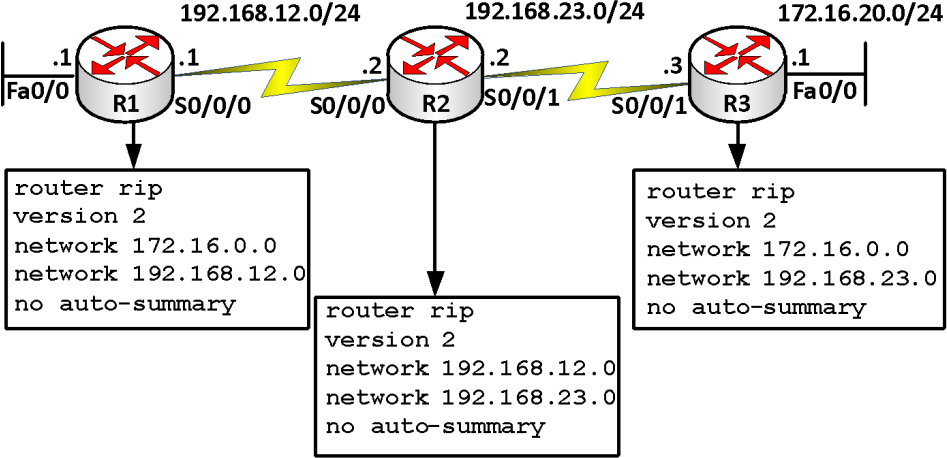 192.168.12.0/24
192.168.23.0/24
172.16.20.0/24
.1
.1
.2
.2
.3
.1
Fa0/0
R1
S0/0/0
S0/0/0
R2
S0/0/1
S0/0/1
R3
Fa0/0
router rip
version 2
network 172.16.0.0
network 192.168.12.0
no auto-summary
router rip
version 2
network 192.168.12.0
network 192.168.23.0
no auto-summary
router rip
version 2
network 172.16.0.0
network 192.168.23.0
no auto-summary